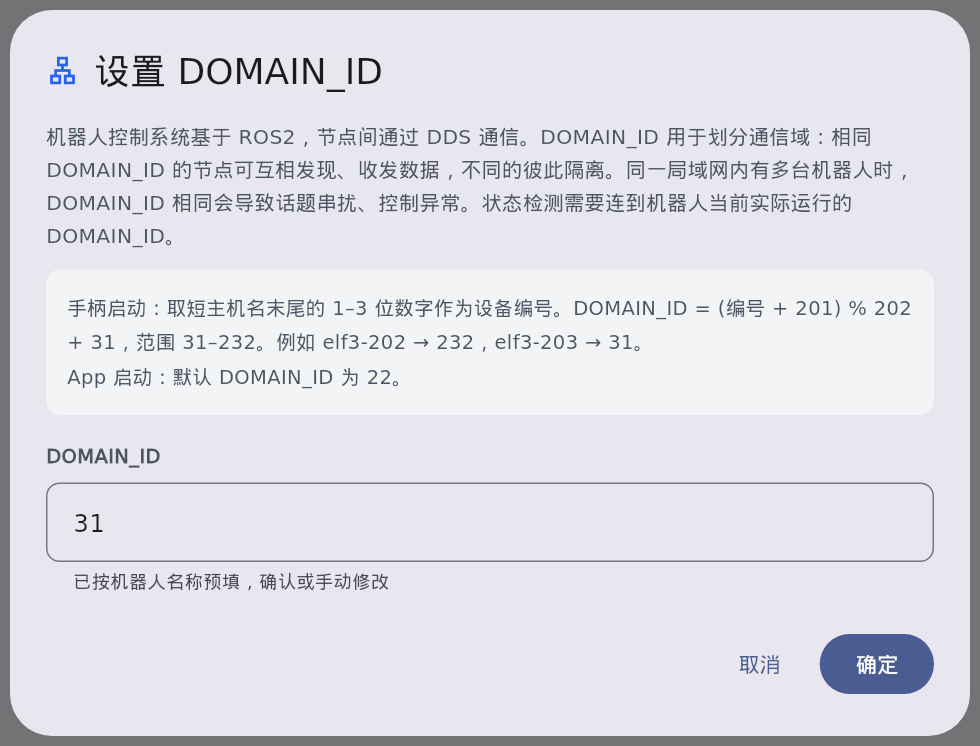 设置 DOMAIN_ID
机器人控制系统基于 ROS2，节点间通过 DDS 通信。DOMAIN_ID 用于划分通信域：相同
DOMAIN_ID 的节点可互相发现、收发数据，不同的彼此隔离。同一局域网内有多台机器人时，
DOMAIN_ID 相同会导致话题串扰、控制异常。状态检测需要连到机器人当前实际运行的
DOMAIN_ID。
手柄启动：取短主机名末尾的 1–3 位数字作为设备编号。DOMAIN_ID = (编号 + 201) % 202
+ 31，范围 31–232。例如 elf3-202 → 232，elf3-203 → 31。
App 启动：默认 DOMAIN_ID 为 22。
DOMAIN_ID
31
已按机器人名称预填，确认或手动修改
取消 确定